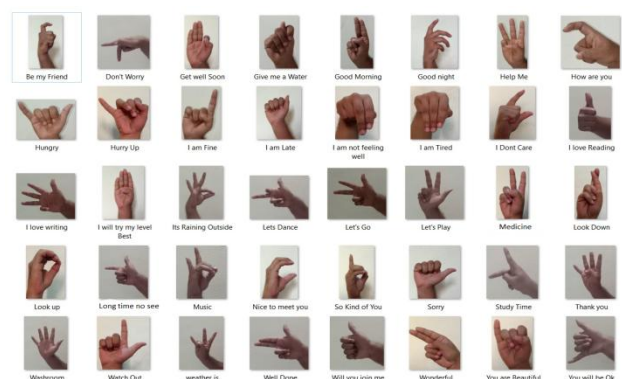 Be my Friend
Don't Worry
Get well Soon
Give me a Water
Good Morning
Good night
Help Me
How are you
Hungry
Hurry Up
I am Fine
I am Late
I am not feeling
well
I am Tired
I Dont Care
I love Reading
I love writing
I will try my level
Best
Its Raining Outside
Lets Dance
Let's Go
Let's Play
Medicine
Look Down
Look up
Long time no see
Music
Nice to meet you
So Kind of You
Sorry
Study Time
Thank you
Washroom
Watch Out
weather is
Well Done
Will you join me
Wonderful
You are Beautiful
You will be Ok